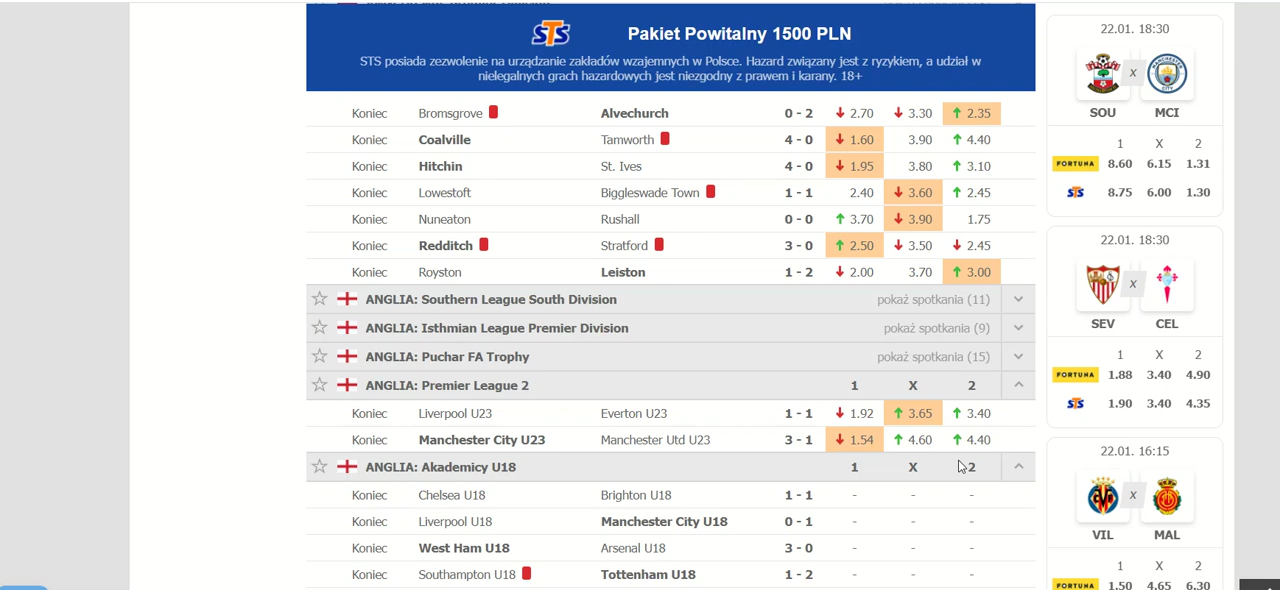 STS Pakiet Powitalny 1500 PLN
STS posiada zezwolenie na urządzanie zakładów wzajemnych w Polsce. Hazard związany jest z ryzykiem, a udział w
nielegalnych grach hazardowych jest niezgodny z prawem i karany. 18+
Koniec Bromsgrove Alvechurch 0 - 2 2.70 3.30 2.35
Koniec Coalville Tamworth 4 - 0 1.60 3.90 4.40
Koniec Hitchin St. Ives 4 - 0 1.95 3.80 3.10
Koniec Lowestoft Biggleswade Town 1 - 1 2.40 3.60 2.45
Koniec Nuneaton Rushall 0 - 0 3.70 3.90 1.75
Koniec Redditch Stratford 3 - 0 2.50 3.50 2.45
Koniec Royston Leiston 1 - 2 2.00 3.70 3.00
ANGLIA: Southern League South Division pokaż spotkania (11)
ANGLIA: Isthmian League Premier Division pokaż spotkania (9)
ANGLIA: Puchar FA Trophy pokaż spotkania (15)
ANGLIA: Premier League 2 1 X 2
Koniec Liverpool U23 Everton U23 1 - 1 1.92 3.65 3.40
Koniec Manchester City U23 Manchester Utd U23 3 - 1 1.54 4.60 4.40
ANGLIA: Akademicy U18 1 X 2
Koniec Chelsea U18 Brighton U18 1 - 1 - - -
Koniec Liverpool U18 Manchester City U18 0 - 1 - - -
Koniec West Ham U18 Arsenal U18 3 - 0 - - -
Koniec Southampton U18 Tottenham U18 1 - 2 - - -
22.01. 18:30
X
SOU MCI
1 X 2
FORTUNA 8.60 6.15 1.31
STS 8.75 6.00 1.30
22.01. 18:30
X
SEV CEL
1 X 2
FORTUNA 1.88 3.40 4.90
STS 1.90 3.40 4.35
22.01. 16:15
X
VIL MAL
1 X 2
FORTUNA 1.50 4.65 6.30